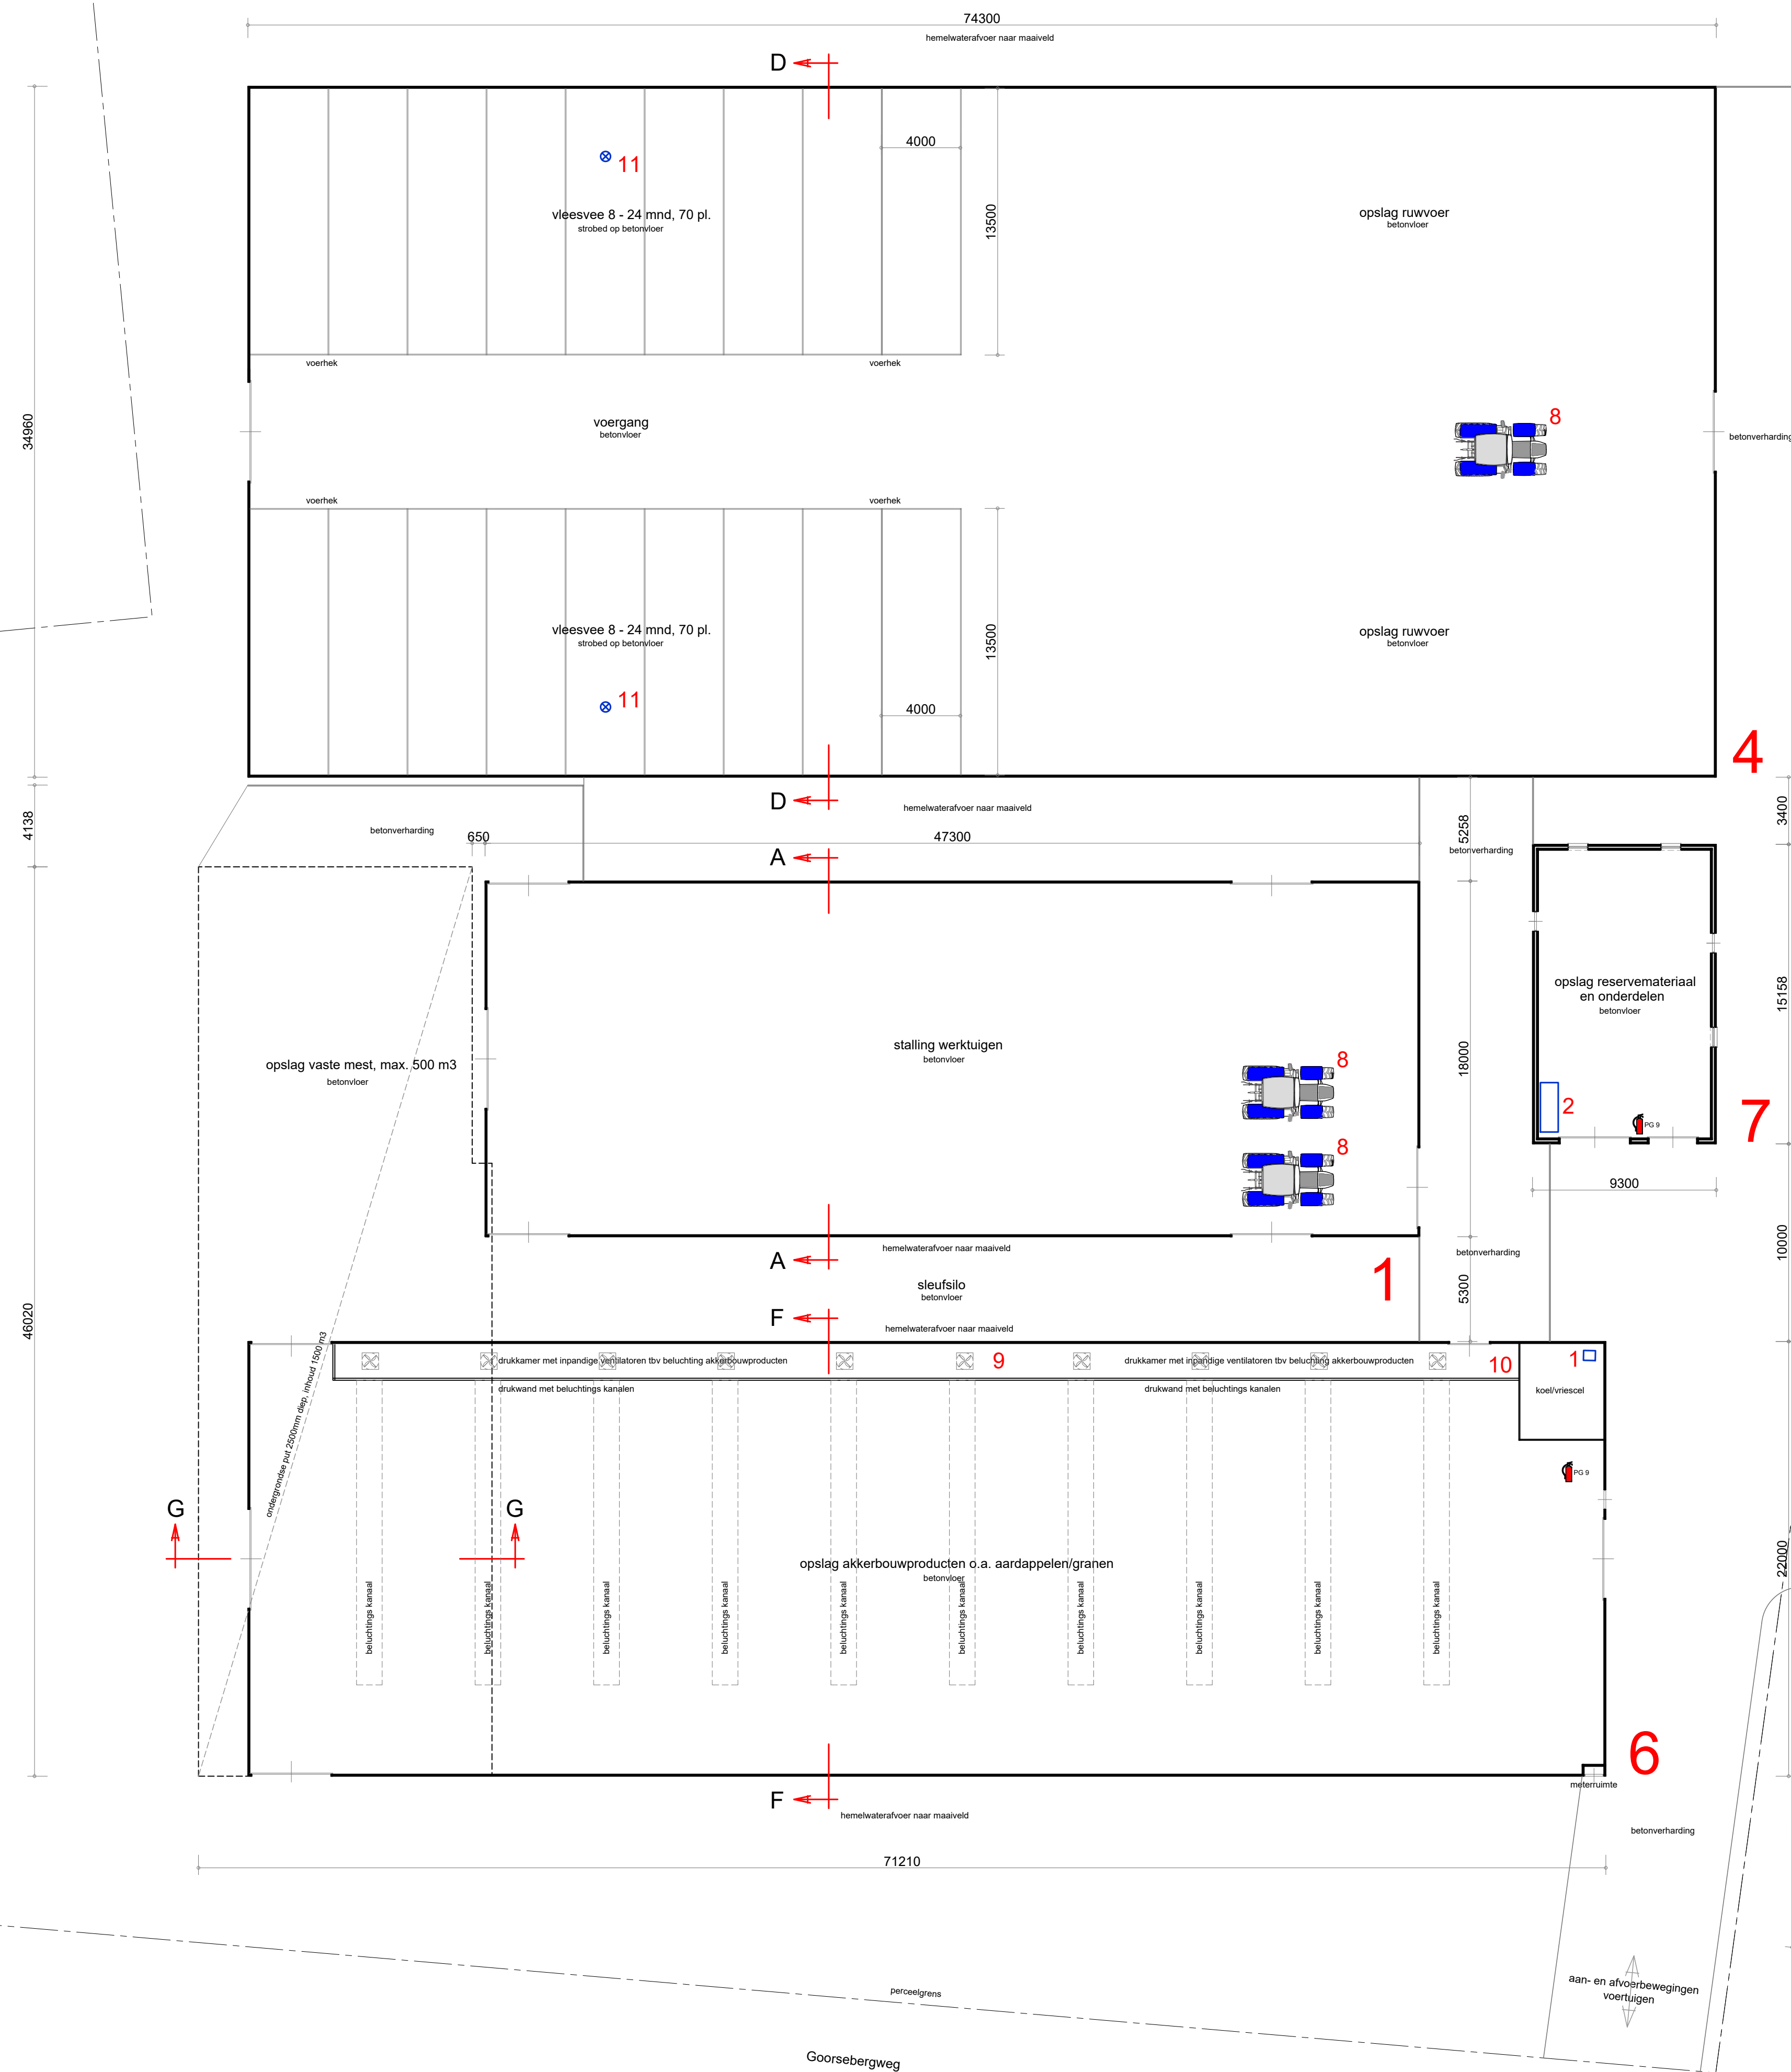 74300
hemelwaterafvoer naar maaiveld
D
4000
11
13500
vleesvee 8 - 24 mnd, 70 pl.
strobed op betonvloer
opslag ruwvoer
betonvloer
voerhek
voerhek
34960
voergang
betonvloer
8
betonverharding
voerhek
voerhek
vleesvee 8 - 24 mnd, 70 pl.
strobed op betonvloer
13500
opslag ruwvoer
betonvloer
11
4000
4
D
hemelwaterafvoer naar maaiveld
3400
4138
betonverharding
650
47300
5258
betonverharding
A
opslag reservemateriaal
en onderdelen
betonvloer
15158
stalling werktuigen
betonvloer
opslag vaste mest, max. 500 m3
betonvloer
8
18000
2
PG 9
7
8
9300
hemelwaterafvoer naar maaiveld
A
betonverharding
10000
sleufsilo
betonvloer
1
5300
F
46020
hemelwaterafvoer naar maaiveld
drukkamer met inpandige ventilatoren tbv beluchting akkerbouwproducten
9
drukkamer met inpandige ventilatoren tbv beluchting akkerbouwproducten
10
1
drukwand met beluchtings kanalen
drukwand met beluchtings kanalen
koel/vriescel
ondergrondse put 2500mm diep, inhoud 1500 m3
PG 9
G
G
opslag akkerbouwproducten o.a. aardappelen/granen
betonvloer
22000
beluchtings kanaal
beluchtings kanaal
beluchtings kanaal
beluchtings kanaal
beluchtings kanaal
beluchtings kanaal
beluchtings kanaal
beluchtings kanaal
beluchtings kanaal
beluchtings kanaal
6
meterruimte
F
hemelwaterafvoer naar maaiveld
betonverharding
71210
perceelgrens
aan- en afvoerbewegingen
voertuigen
Goorsebergweg